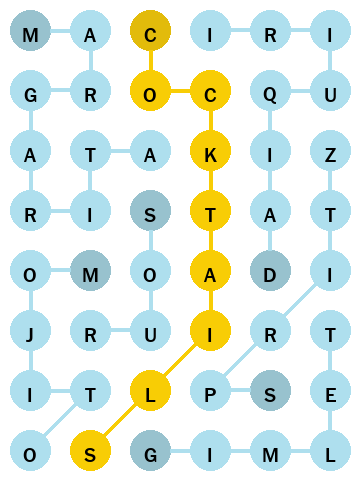 M A C I R I
G R O C Q U
A T A K I Z
R I S T A T
O M O A D I
J R U I R T
I T L P S E
O S G I M L